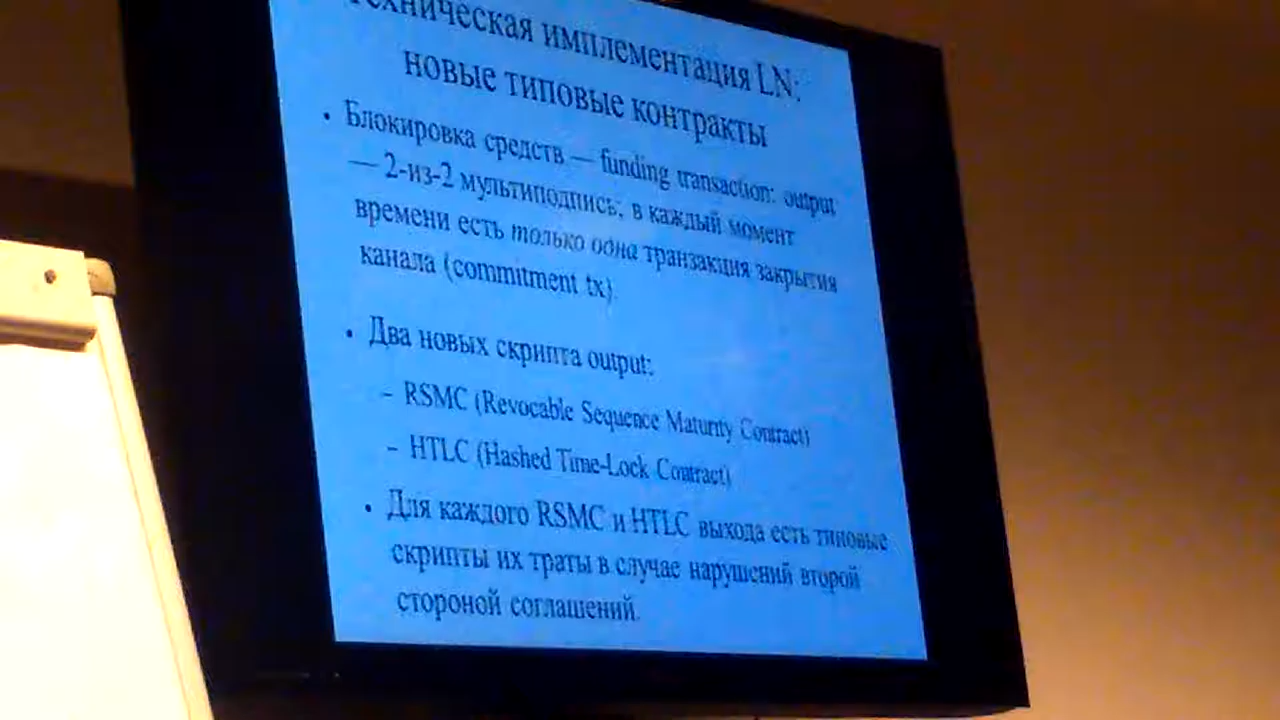 Техническая имплементация LN:
новые типовые контракты
• Блокировка средств — funding transaction: output
— 2-из-2 мультиподпись; в каждый момент
времени есть только одна транзакция закрытия
канала (commitment tx).
• Два новых скрипта output:
– RSMC (Revocable Sequence Maturity Contract)
– HTLC (Hashed Time-Lock Contract)
• Для каждого RSMC и HTLC выхода есть типовые
скрипты их траты в случае нарушений второй
стороной соглашений.